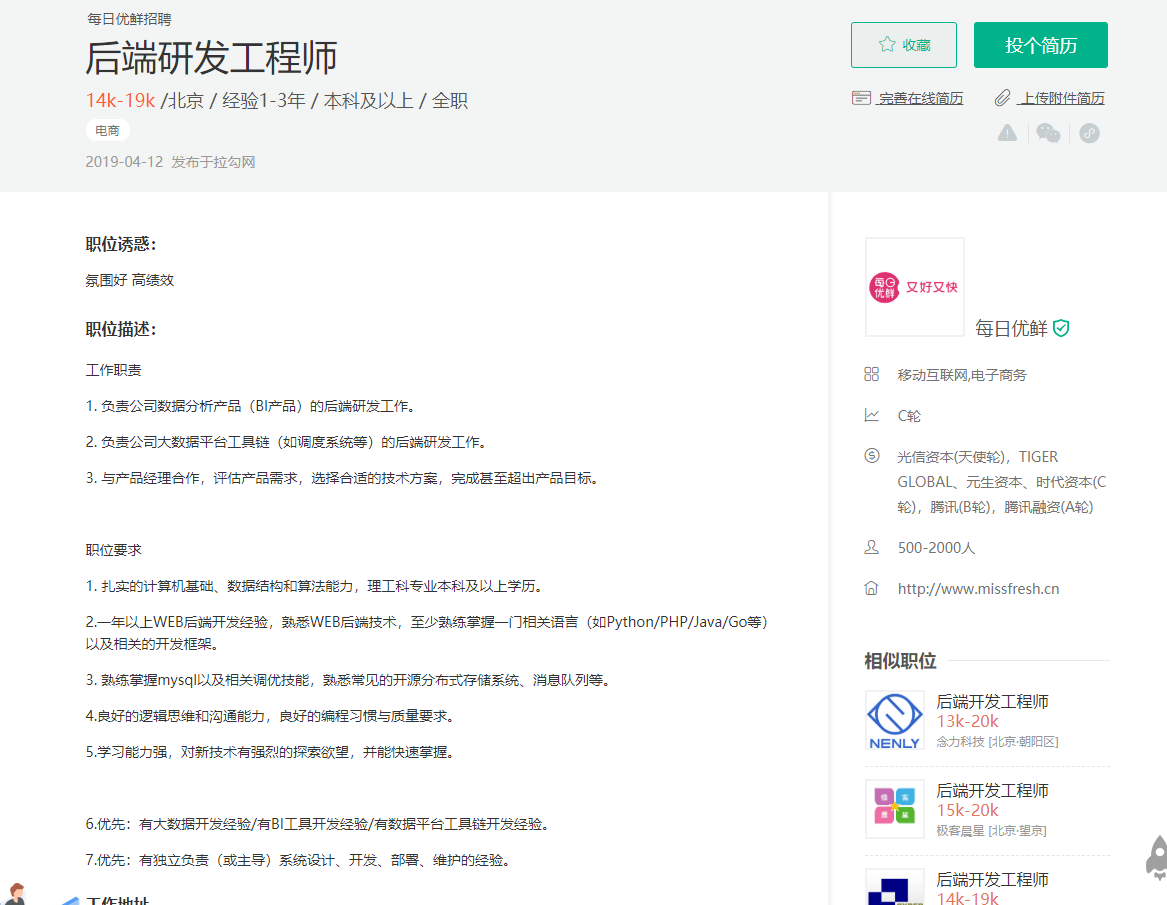 每日优鲜招聘
后端研发工程师
14k-19k /北京 / 经验1-3年 / 本科及以上 / 全职
电商
2019-04-12 发布于拉勾网
收藏
投个简历
完善在线简历
上传附件简历
职位诱惑：
氛围好 高绩效
职位描述：
工作职责
1. 负责公司数据分析产品（BI产品）的后端研发工作。
2. 负责公司大数据平台工具链（如调度系统等）的后端研发工作。
3. 与产品经理合作，评估产品需求，选择合适的技术方案，完成甚至超出产品目标。
职位要求
1. 扎实的计算机基础、数据结构和算法能力，理工科专业本科及以上学历。
2.一年以上WEB后端开发经验，熟悉WEB后端技术，至少熟练掌握一门相关语言（如Python/PHP/Java/Go等）
以及相关的开发框架。
3. 熟练掌握mysql以及相关调优技能，熟悉常见的开源分布式存储系统、消息队列等。
4.良好的逻辑思维和沟通能力，良好的编程习惯与质量要求。
5.学习能力强，对新技术有强烈的探索欲望，并能快速掌握。
6.优先：有大数据开发经验/有BI工具开发经验/有数据平台工具链开发经验。
7.优先：有独立负责（或主导）系统设计、开发、部署、维护的经验。
工作地址
每日
优鲜
又好又快
每日优鲜
移动互联网,电子商务
C轮
光信资本(天使轮)，TIGER
GLOBAL、元生资本、时代资本(C
轮)，腾讯(B轮)，腾讯融资(A轮)
500-2000人
http://www.missfresh.cn
相似职位
NENLY
后端开发工程师
13k-20k
念力科技 [北京·朝阳区]
极客晨星
后端开发工程师
15k-20k
极客晨星 [北京·望京]
后端开发工程师
14k-19k